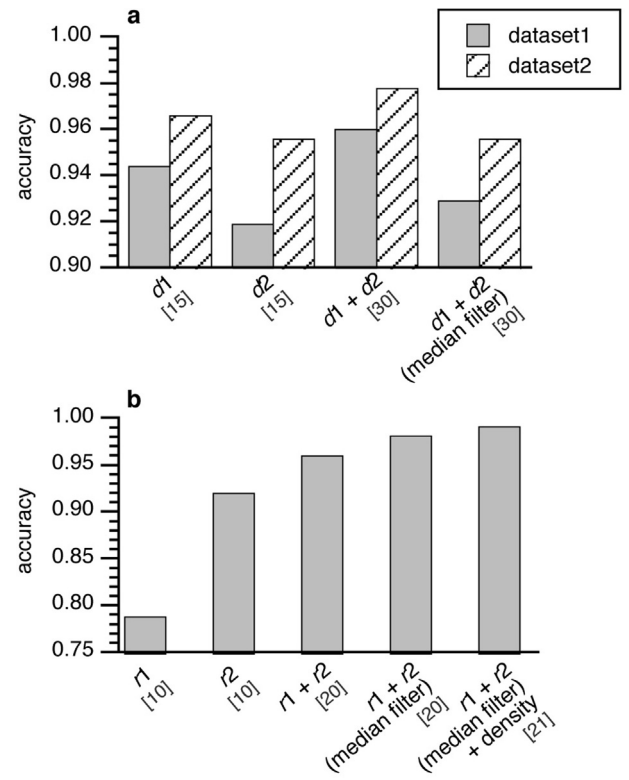 a
dataset1
dataset2
accuracy
1.00
0.98
0.96
0.94
0.92
0.90
d1
[15]
d2
[15]
d1 + d2
[30]
d1 + d2
(median filter)
[30]
b
accuracy
1.00
0.95
0.90
0.85
0.80
0.75
r1
[10]
r2
[10]
r1 + r2
[20]
r1 + r2
(median filter)
[20]
r1 + r2
(median filter)
+ density
[21]